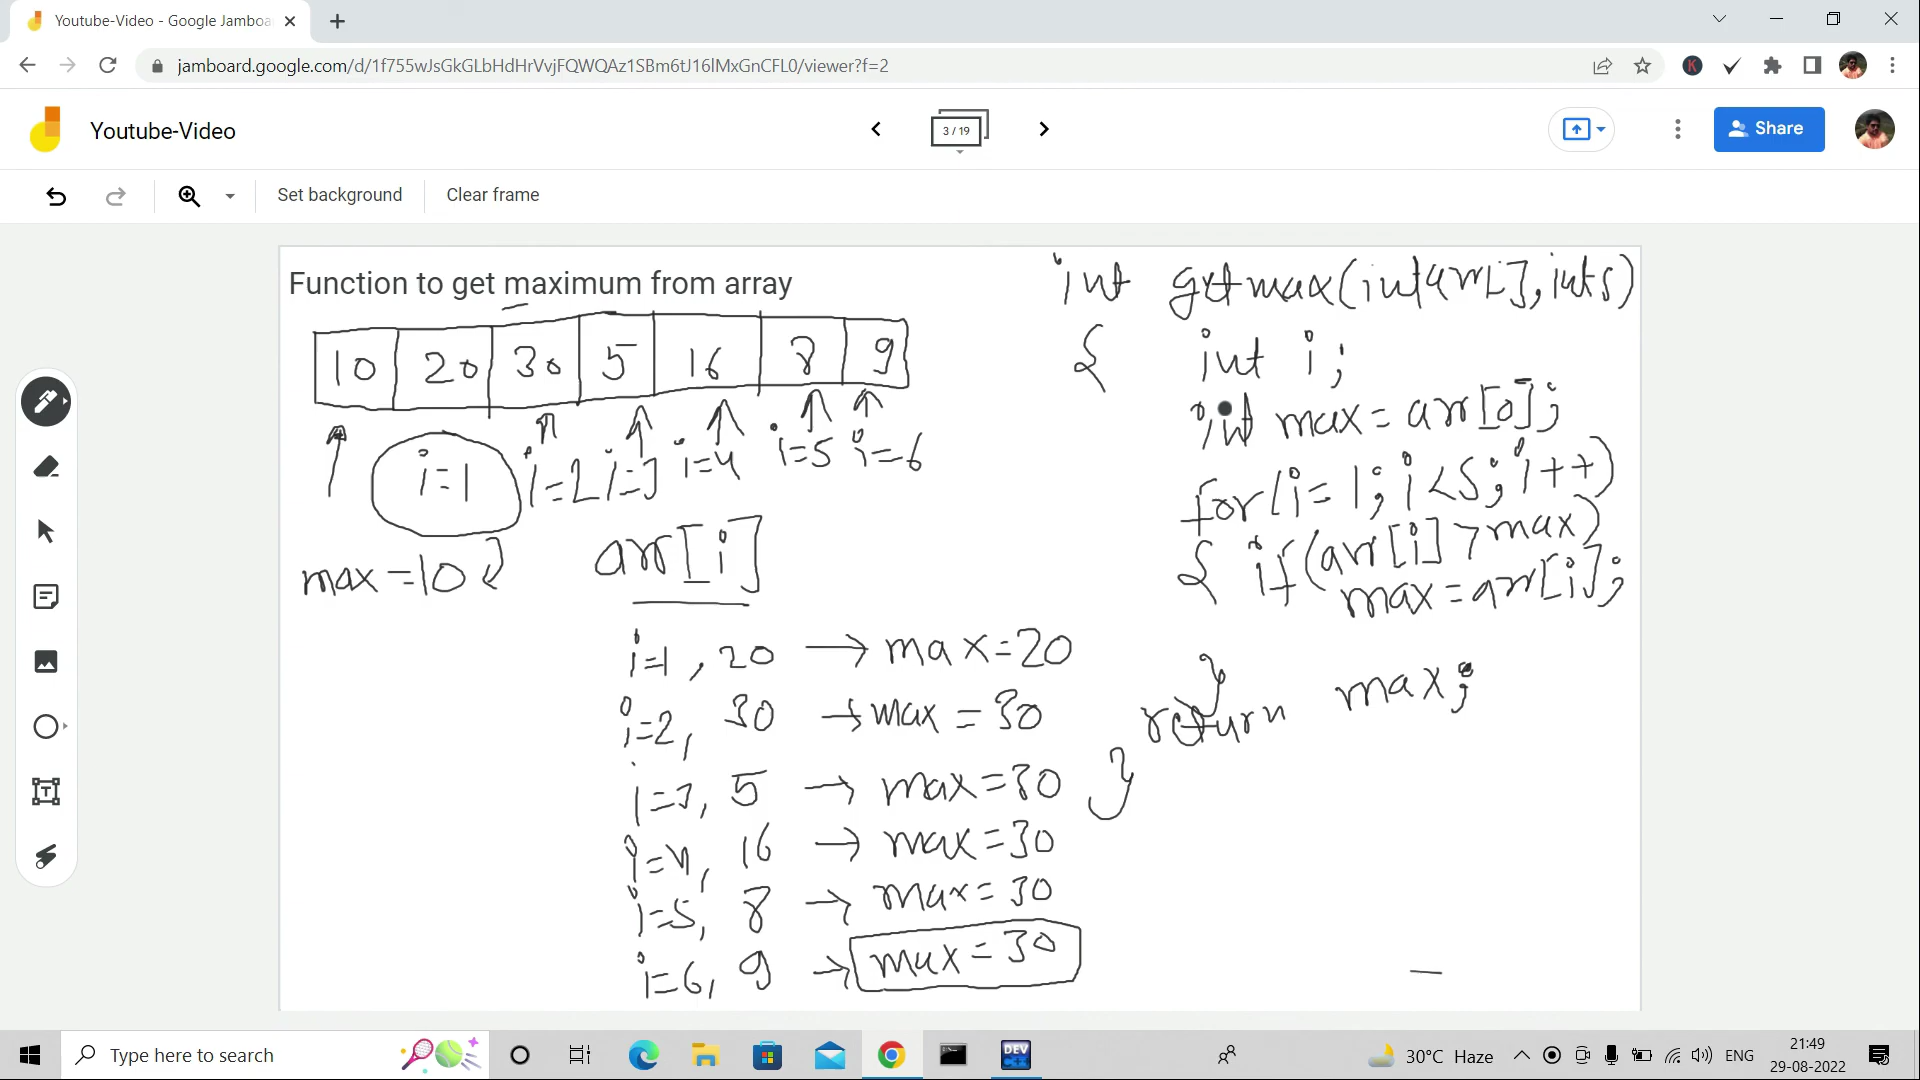 Youtube-Video - Google Jamboa
jamboard.google.com/d/1f755wJsGkGLbHdHrVvjFQWQAz1SBm6tJ16lMxGnCFL0/viewer?f=2
K
Youtube-Video
3 / 19
Share
Set background
Clear frame
Function to get maximum from array
10 20 30 5 16 8 9
i=1 i=2 i=3 i=4 i=5 i=6
max=10
arr[i]
i=1, 20 → max=20
i=2, 30 → max=30
i=3, 5 → max=30
i=4, 16 → max=30
i=5, 8 → max=30
i=6, 9 → max=30
int getmax(int arr[], int s)
{ int i;
int max=arr[0];
for(i=1; i<s; i++)
{ if(arr[i]>max)
max=arr[i];
}
return max;
}
Type here to search
DEV
C++
30°C Haze
ENG
21:49
29-08-2022